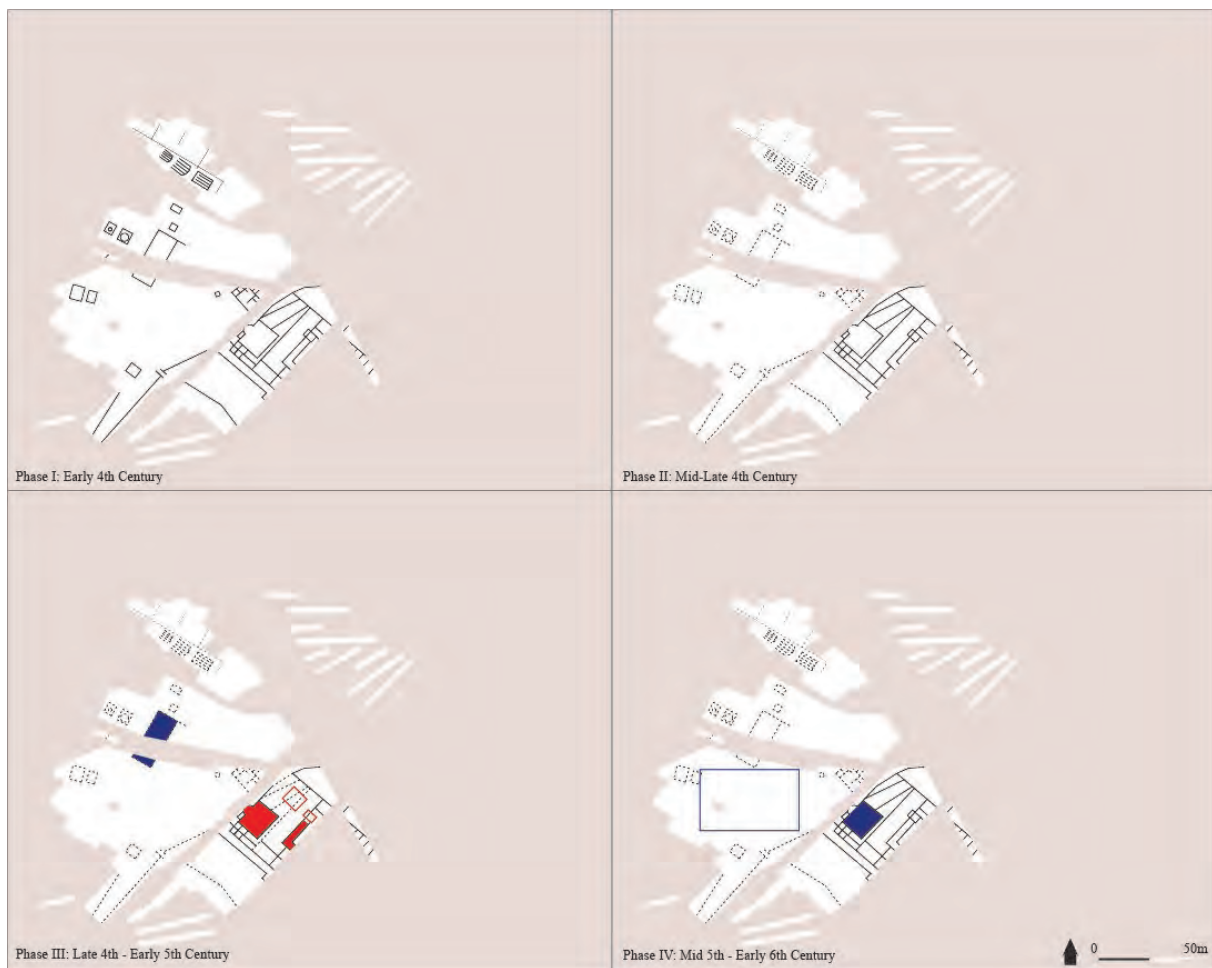 Phase I: Early 4th Century
Phase II: Mid-Late 4th Century
Phase III: Late 4th - Early 5th Century
Phase IV: Mid 5th - Early 6th Century
0 50m